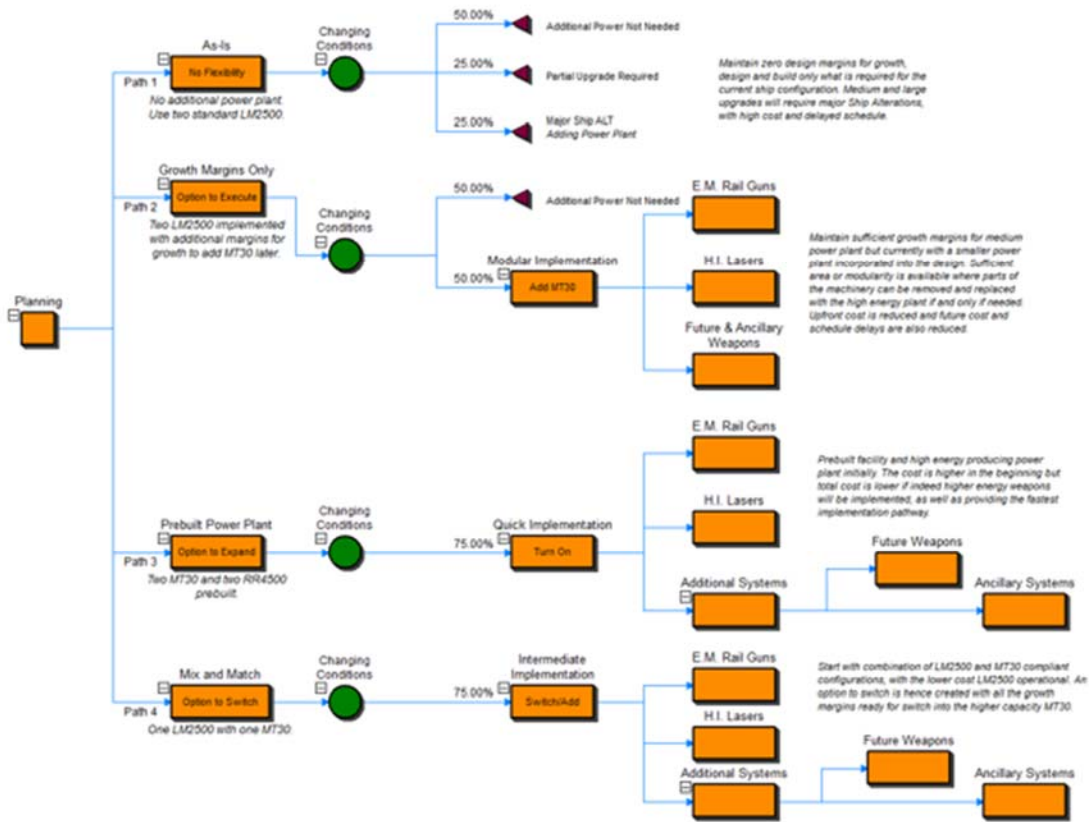 As-Is
No Flexibility
Path 1
No additional power plant.
Use two standard LM2500.
Changing
Conditions
50.00%
Additional Power Not Needed
25.00%
Partial Upgrade Required
25.00%
Major Ship ALT
Adding Power Plant
Maintain zero design margins for growth,
design and build only what is required for the
current ship configuration. Medium and large
upgrades will require major Ship Alterations,
with high cost and delayed schedule.
Growth Margins Only
Option to Execute
Path 2
Two LM2500 implemented
with additional margins for
growth to add MT30 later.
Changing
Conditions
50.00%
Additional Power Not Needed
50.00%
Modular Implementation
Add MT30
E.M. Rail Guns
H.I. Lasers
Future & Ancillary
Weapons
Maintain sufficient growth margins for medium
power plant but currently with a smaller power
plant incorporated into the design. Sufficient
area or modularity is available where parts of
the machinery can be removed and replaced
with the high energy plant if and only if needed.
Upfront cost is reduced and future cost and
schedule delays are also reduced.
Planning
Prebuilt Power Plant
Option to Expand
Path 3
Two MT30 and two RR4500
prebuilt.
Changing
Conditions
75.00%
Quick Implementation
Turn On
E.M. Rail Guns
H.I. Lasers
Additional Systems
Future Weapons
Ancillary Systems
Prebuilt facility and high energy producing power
plant initially. The cost is higher in the beginning but
total cost is lower if indeed higher energy weapons
will be implemented, as well as providing the fastest
implementation pathway.
Mix and Match
Option to Switch
Path 4
One LM2500 with one MT30
Changing
Conditions
75.00%
Intermediate
Implementation
Switch/Add
E.M. Rail Guns
H.I. Lasers
Additional Systems
Future Weapons
Ancillary Systems
Start with combination of LM2500 and MT30 compliant
configurations, with the lower cost LM2500 operational. An
option to switch is hence created with all the growth
margins ready for switch into the higher capacity MT30.